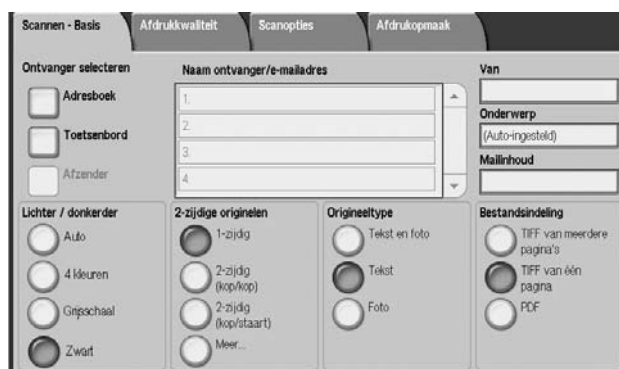 Scannen - Basis
Afdrukkwaliteit
Scanopties
Afdrukopmaak
Ontvanger selecteren
Adresboek
Toetsenbord
Afzender
Naam ontvanger/e-mailadres
1.
2.
3.
4.
Van
Onderwerp
(Auto-ingesteld)
Mailinhoud
Lichter / donkerder
Auto
4 kleuren
Grijsschaal
Zwart
2-zijdige originelen
1-zijdig
2-zijdig
(kop/kop)
2-zijdig
(kop/staart)
Meer...
Origineeltype
Tekst en foto
Tekst
Foto
Bestandsindeling
TIFF van meerdere
pagina's
TIFF van één
pagina
PDF